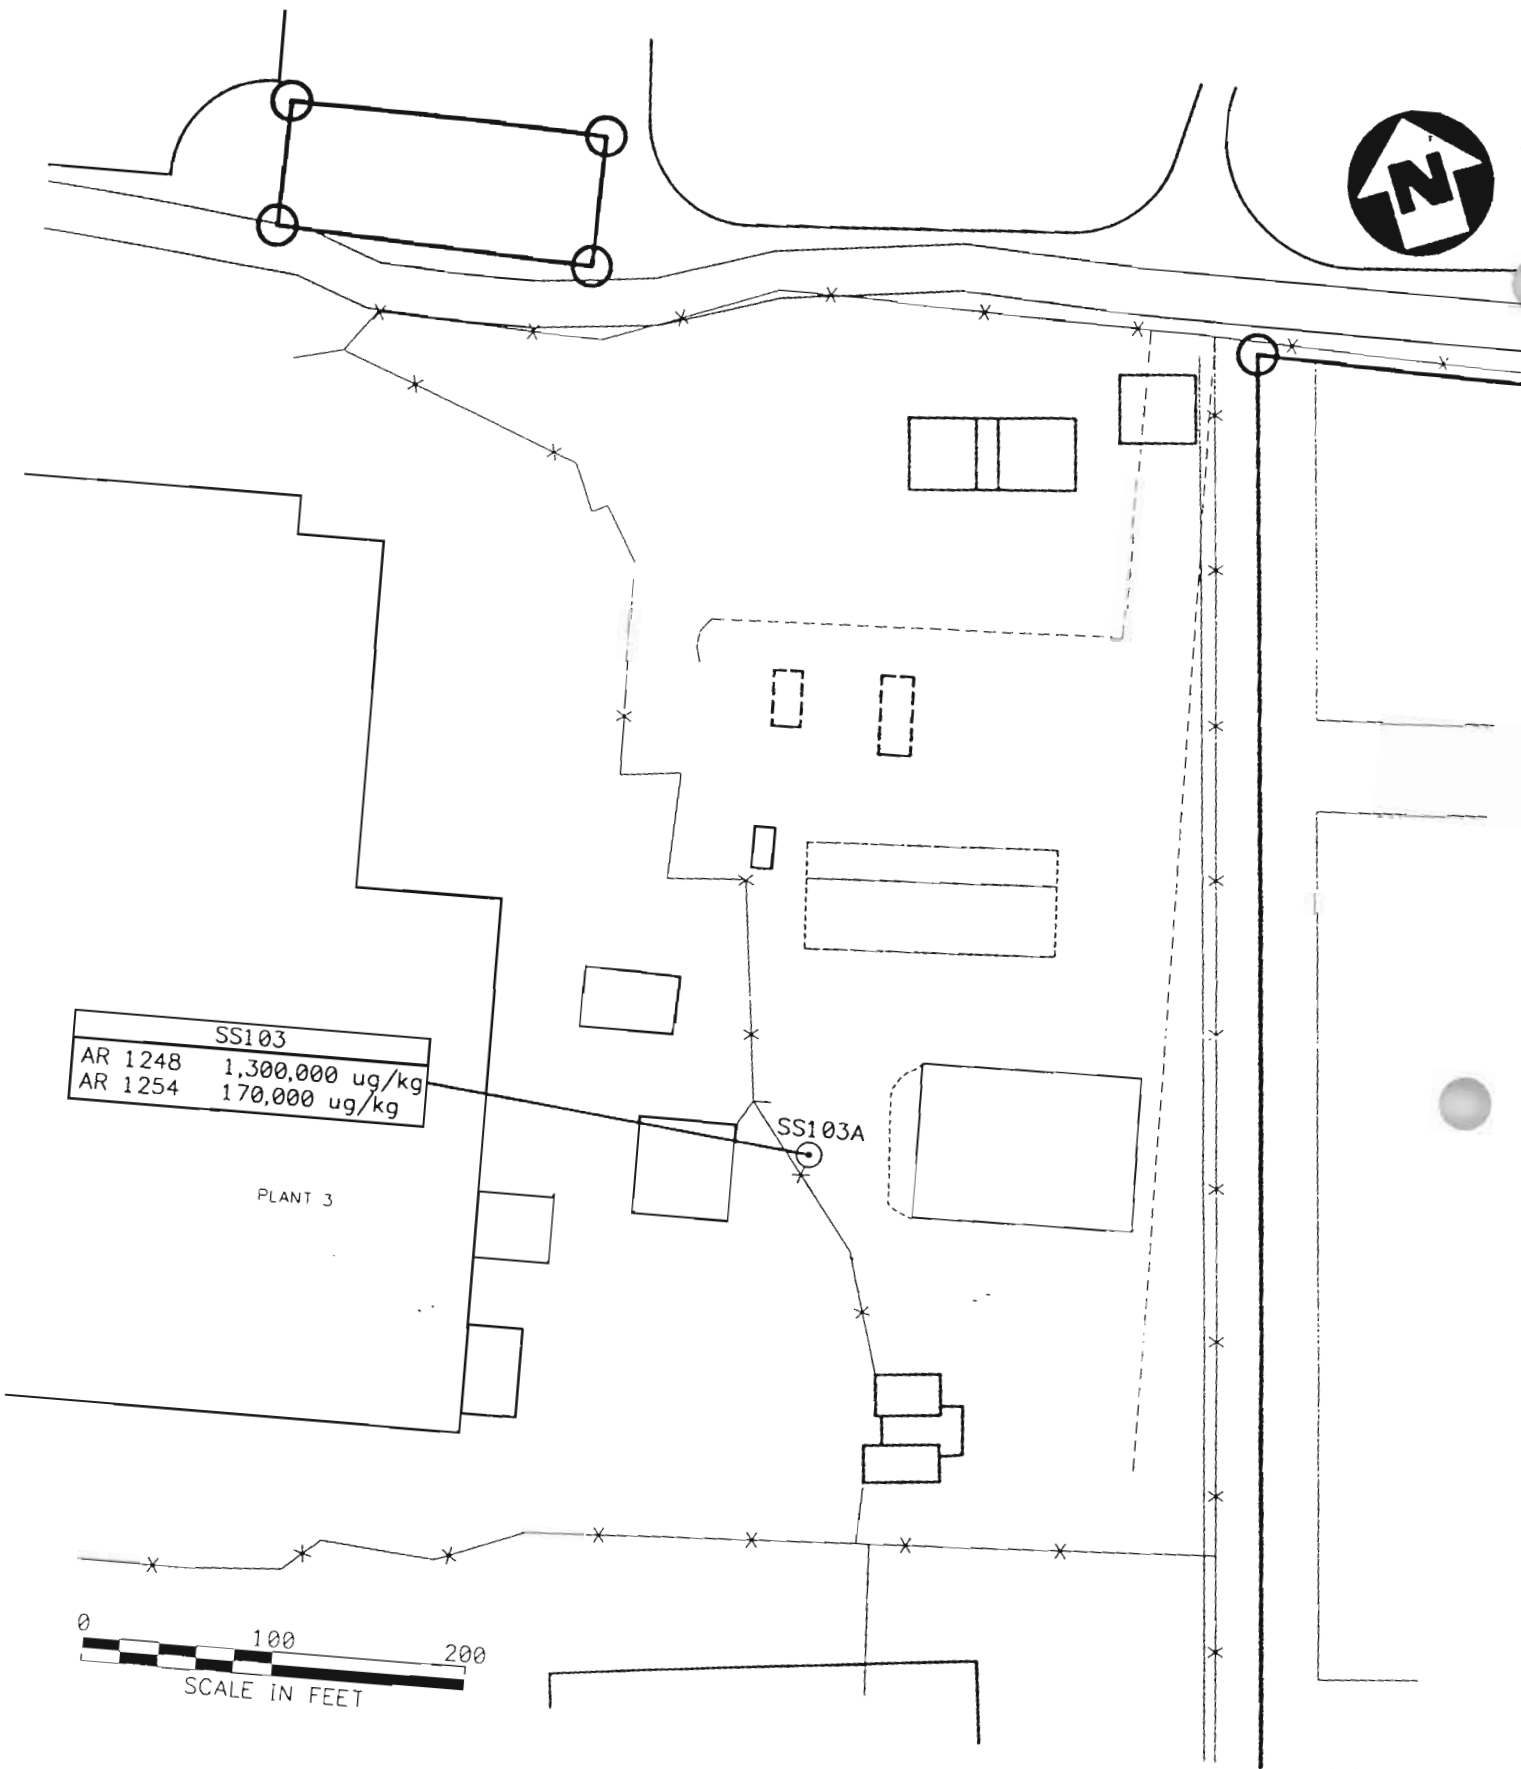 N
SS103
AR 1248 1,300,000 ug/kg
AR 1254 170,000 ug/kg
SS103A
PLANT 3
0 100 200
SCALE IN FEET